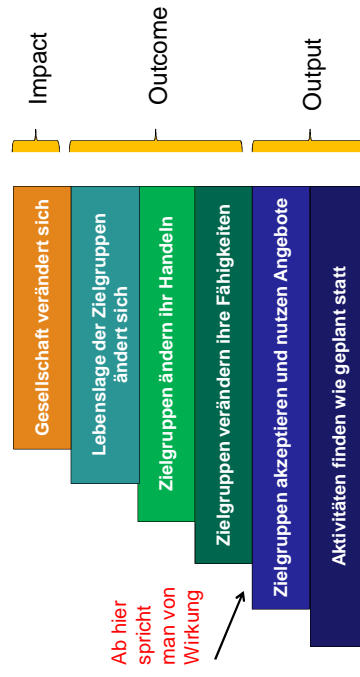 Impact
Outcome
Output
Gesellschaft verändert sich
Lebenslage der Zielgruppen
ändert sich
Zielgruppen ändern ihr Handeln
Zielgruppen verändern ihre Fähigkeiten
Zielgruppen akzeptieren und nutzen Angebote
Aktivitäten finden wie geplant statt
Ab hier
spricht
man von
Wirkung